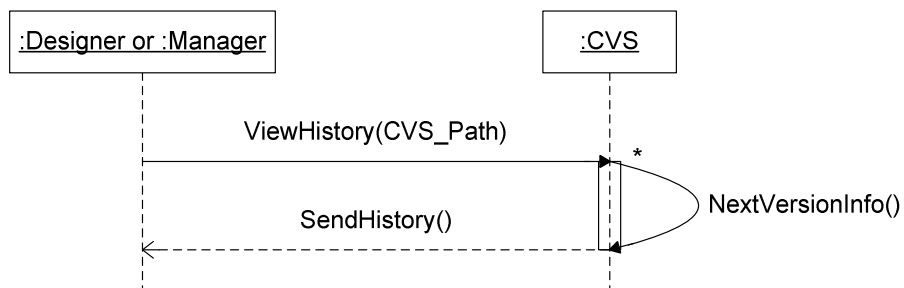 :Designer or :Manager
:CVS
ViewHistory(CVS_Path)
*
NextVersionInfo()
SendHistory()